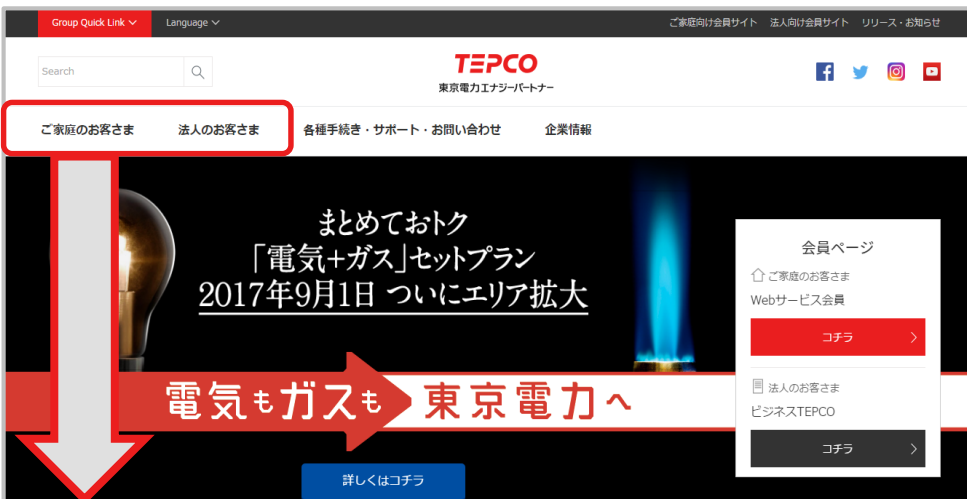 Group Quick Link
Language
ご家庭向け会員サイト 法人向け会員サイト リリース・お知らせ
Search
TEPCO
東京電力エナジーパートナー
ご家庭のお客さま 法人のお客さま 各種手続き・サポート・お問い合わせ 企業情報
まとめておトク
「電気+ガス」セットプラン
2017年9月1日 ついにエリア拡大
電気もガスも 東京電力へ
詳しくはコチラ
会員ページ
ご家庭のお客さま
Webサービス会員
コチラ
法人のお客さま
ビジネスTEPCO
コチラ